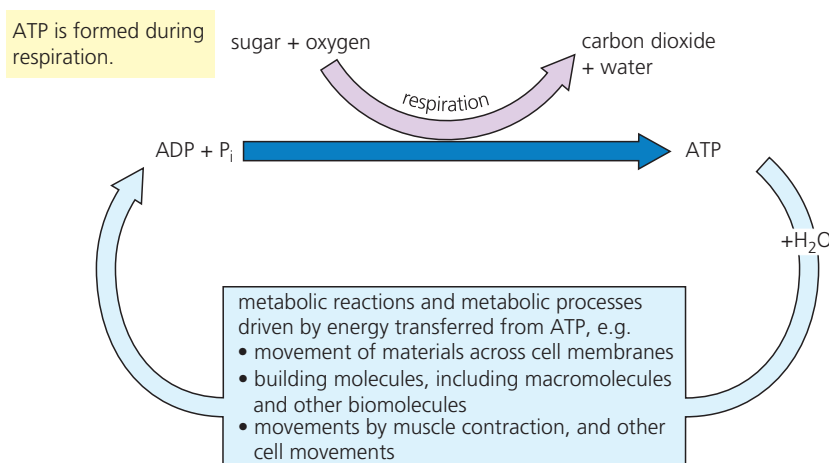 ATP is formed during
respiration.
sugar + oxygen
carbon dioxide
+ water
respiration
ADP + Pᵢ
ATP
+H₂O
metabolic reactions and metabolic processes
driven by energy transferred from ATP, e.g.
• movement of materials across cell membranes
• building molecules, including macromolecules
and other biomolecules
• movements by muscle contraction, and other
cell movements